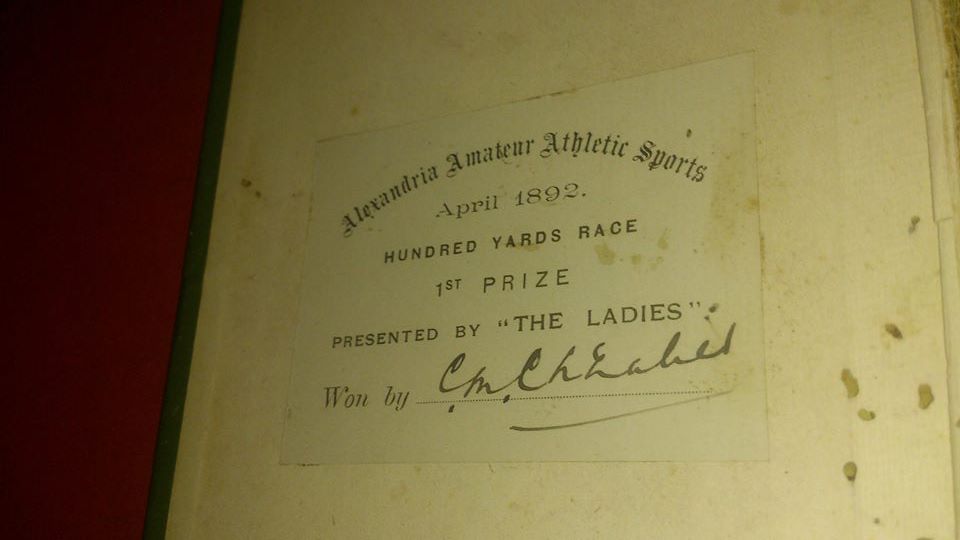 Alexandria Amateur Athletic Sports
April 1892.
HUNDRED YARDS RACE
1ST PRIZE
PRESENTED BY "THE LADIES".
Won by C. M.